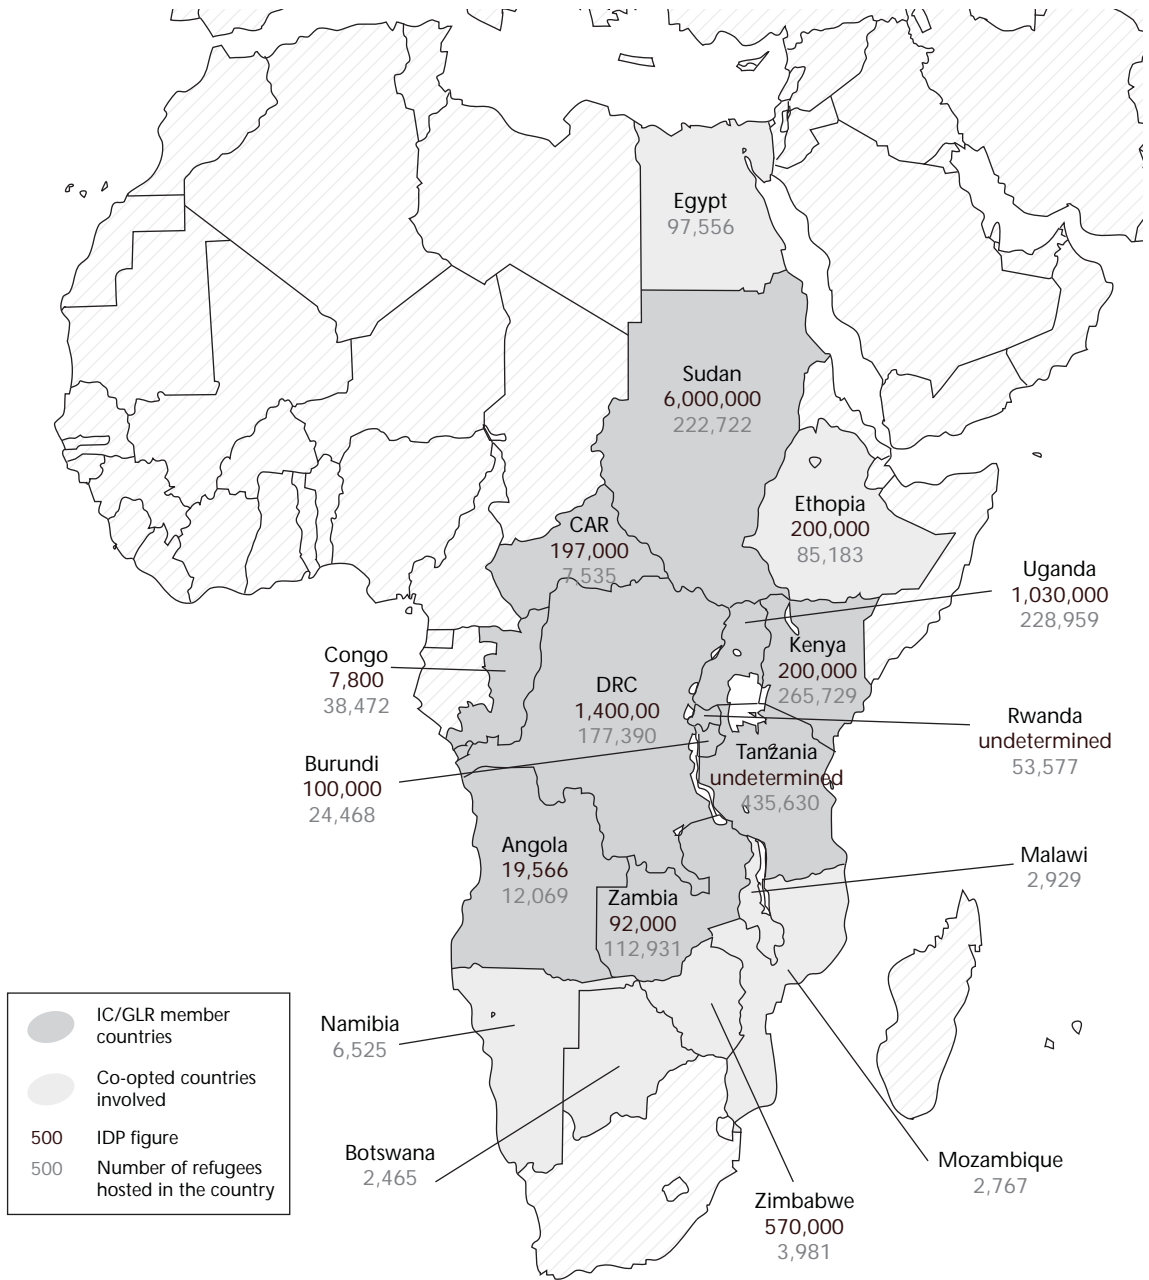 Egypt
97,556
Sudan
6,000,000
222,722
Ethopia
200,000
85,183
CAR
197,000
7,535
Uganda
1,030,000
228,959
Kenya
200,000
265,729
Congo
7,800
38,472
DRC
1,400,00
177,390
Rwanda
undetermined
53,577
Burundi
100,000
24,468
Tanzania
undetermined
435,630
Angola
19,566
12,069
Malawi
2,929
Zambia
92,000
112,931
Namibia
6,525
Botswana
2,465
Mozambique
2,767
Zimbabwe
570,000
3,981
IC/GLR member
countries
Co-opted countries
involved
500 IDP figure
500 Number of refugees
hosted in the country